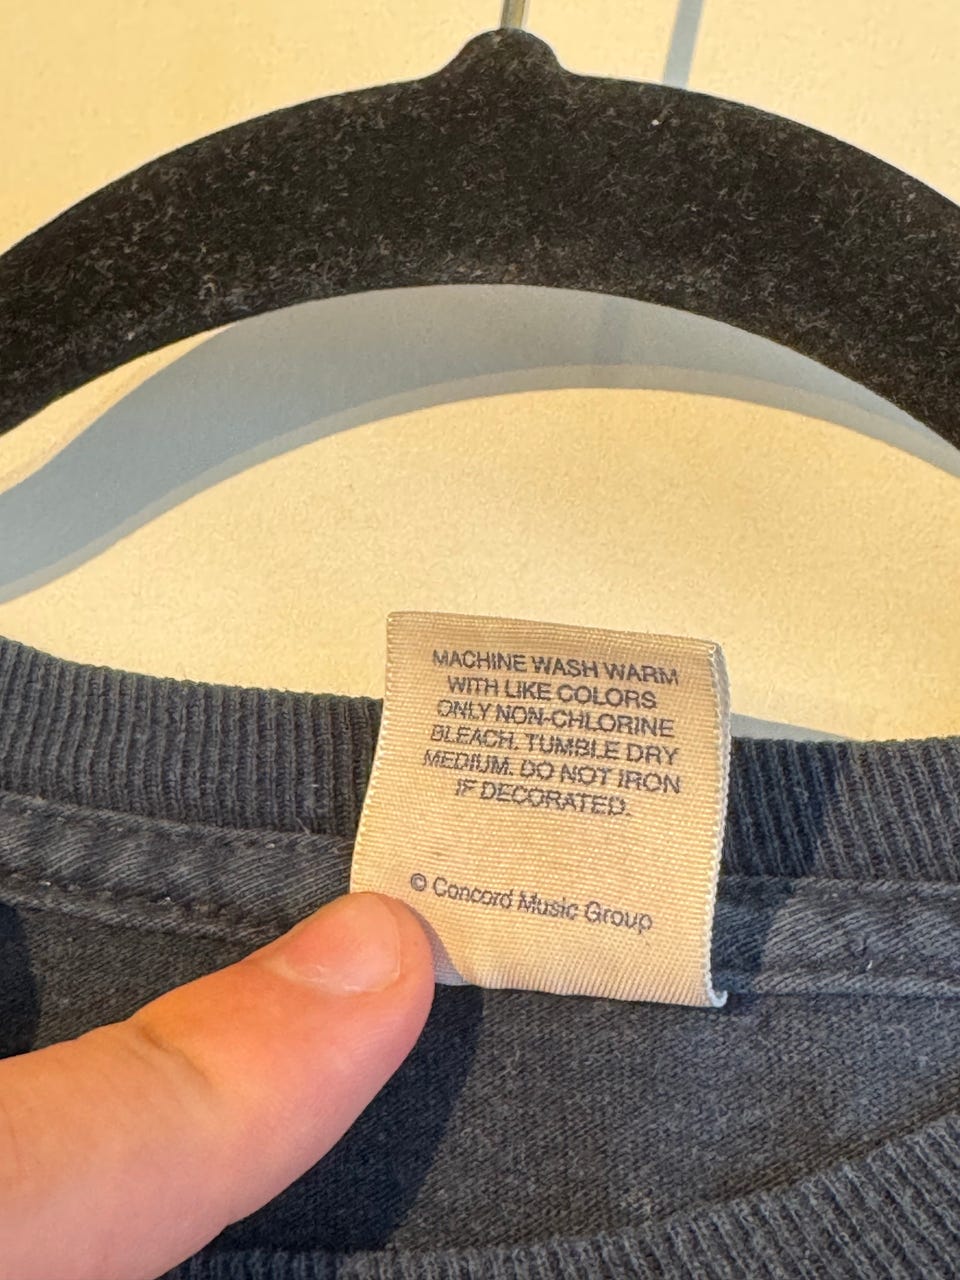 MACHINE WASH WARM
WITH LIKE COLORS
ONLY NON-CHLORINE
BLEACH. TUMBLE DRY
MEDIUM. DO NOT IRON
IF DECORATED.
© Concord Music Group